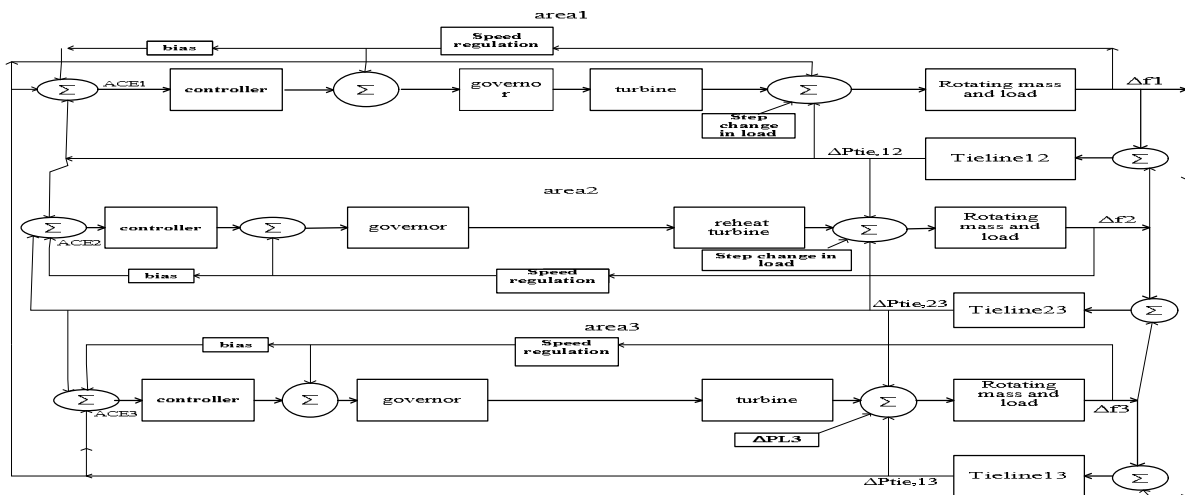 area1
Speed
regulation
bias
Σ
ACE1
controller
Σ
governo
r
turbine
Σ
Rotating mass
and load
Δf1
Step
change
in load
ΔPtie,12
Tieline12
Σ
area2
Σ
ACE2
controller
Σ
governor
reheat
turbine
Σ
Rotating
mass and
load
Δf2
Step change in
load
bias
Speed
regulation
ΔPtie,23
Tieline23
Σ
area3
bias
Speed
regulation
Σ
ACE3
controller
Σ
governor
turbine
Σ
Rotating
mass and
load
Δf3
ΔPL3
ΔPtie,13
Tieline13
Σ